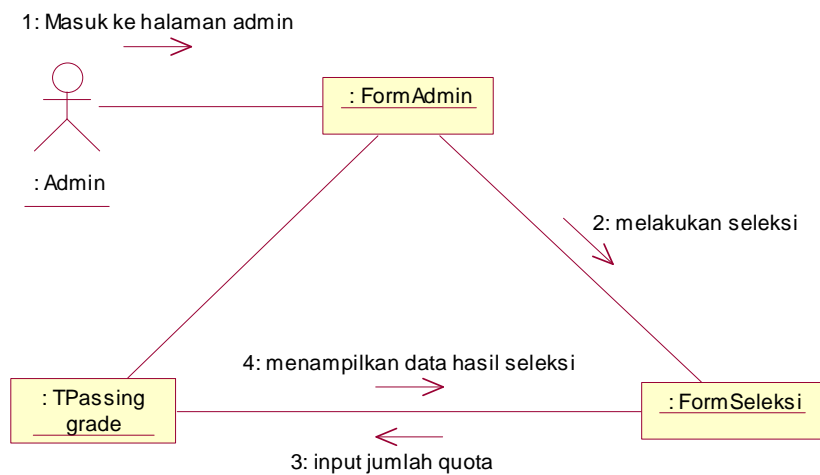 1: Masuk ke halaman admin
: FormAdmin
: Admin
2: melakukan seleksi
4: menampilkan data hasil seleksi
: TPassing
grade
: FormSeleksi
3: input jumlah quota